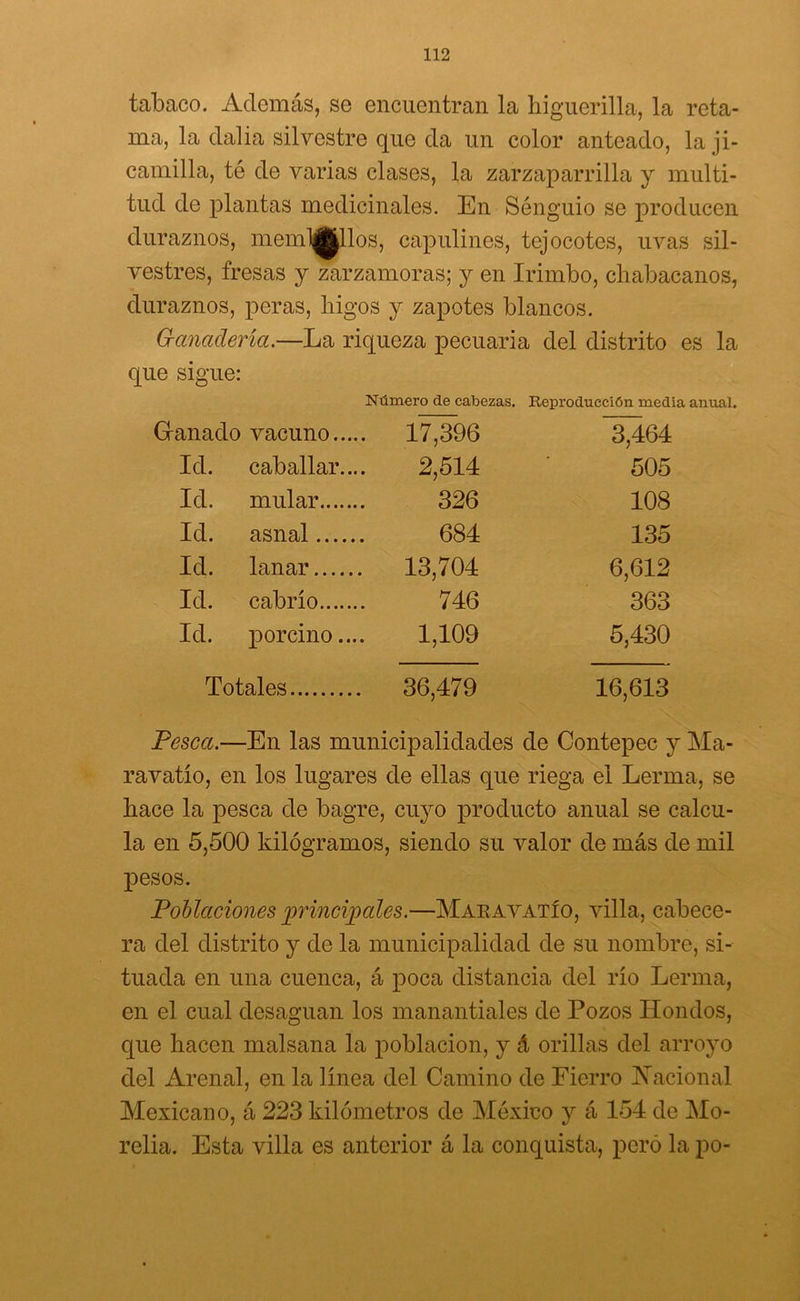 112
tabaco. Además, se encuentran la higuerilla, la reta-
ma, la dalia silvestre que da un color anteado, la ji-
camilla, té de varias clases, la zarzaparrilla y multi-
tud de plantas medicinales. En Sénguio se producen
duraznos, capulines, tejocotes, uvas sil-
vestres, fresas y zarzamoras; y en Irimbo, chabacanos,
duraznos, peras, higos y zapotes blancos.
Ganadería.—La riqueza pecuaria del distrito es la
que sigue:
Número de cabezas. Reproducción media anual.
Ganado vacuno..... 17,396 3,464
Id. caballar.... 2,514 505
Id. mular....... 326 108
Id. asnal...... 684 135
Id. lanar...... 13,704 6,612
Id. cabrío....... 746 363
Id. porcino.... 1,109 5,430
Totales......... 36,479 16,613
Pesca.—En las municipalidades de Contepec y Ma-
ravatío, en los lugares de ellas que riega el Lerma, se
hace la pesca de bagre, cuyo producto anual se calcu-
la en 5,500 kilógramos, siendo su valor de más de mil
pesos.
Poblaciones principales.—MARAVATÍO, villa, cabece-
ra del distrito y de la municipalidad de su nombre, si-
tuada en una cuenca, á poca distancia del río Lerma,
en el cual desaguan los manantiales de Pozos Hondos,
que hacen malsana la poblacion, y á orillas del arroyo
del Arenal, en la línea del Camino de Fierro Nacional
Mexicano, á 223 kilómetros de México y á 154 de Mo-
relia. Esta villa es anterior á la conquista, pero la po-